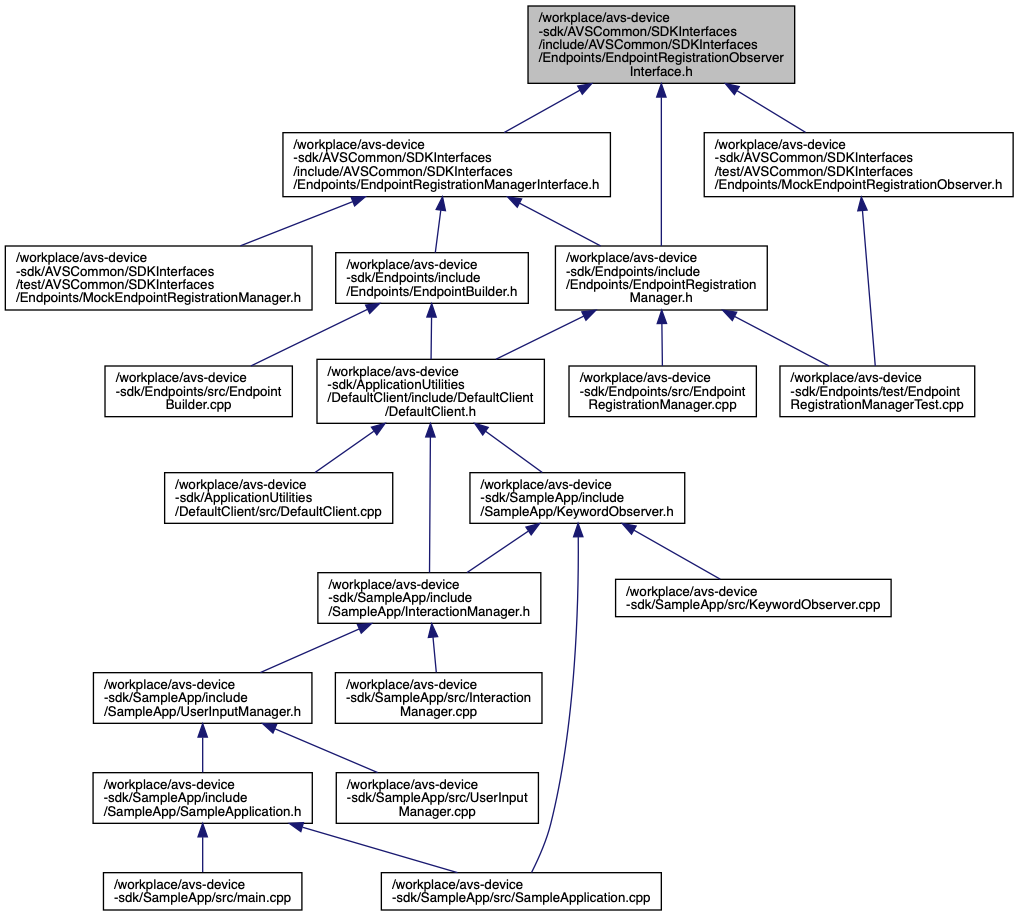 /workplace/avs-device
-sdk/AVSCommon/SDKInterfaces
/include/AVSCommon/SDKInterfaces
/Endpoints/EndpointRegistrationObserver
Interface.h
/workplace/avs-device
-sdk/AVSCommon/SDKInterfaces
/include/AVSCommon/SDKInterfaces
/Endpoints/EndpointRegistrationManagerInterface.h
/workplace/avs-device
-sdk/AVSCommon/SDKInterfaces
/test/AVSCommon/SDKInterfaces
/Endpoints/MockEndpointRegistrationObserver.h
/workplace/avs-device
-sdk/AVSCommon/SDKInterfaces
/test/AVSCommon/SDKInterfaces
/Endpoints/MockEndpointRegistrationManager.h
/workplace/avs-device
-sdk/Endpoints/include
/Endpoints/EndpointBuilder.h
/workplace/avs-device
-sdk/Endpoints/include
/Endpoints/EndpointRegistration
Manager.h
/workplace/avs-device
-sdk/Endpoints/src/Endpoint
Builder.cpp
/workplace/avs-device
-sdk/ApplicationUtilities
/DefaultClient/include/DefaultClient
/DefaultClient.h
/workplace/avs-device
-sdk/Endpoints/src/Endpoint
RegistrationManager.cpp
/workplace/avs-device
-sdk/Endpoints/test/Endpoint
RegistrationManagerTest.cpp
/workplace/avs-device
-sdk/ApplicationUtilities
/DefaultClient/src/DefaultClient.cpp
/workplace/avs-device
-sdk/SampleApp/include
/SampleApp/KeywordObserver.h
/workplace/avs-device
-sdk/SampleApp/include
/SampleApp/InteractionManager.h
/workplace/avs-device
-sdk/SampleApp/src/KeywordObserver.cpp
/workplace/avs-device
-sdk/SampleApp/include
/SampleApp/UserInputManager.h
/workplace/avs-device
-sdk/SampleApp/src/Interaction
Manager.cpp
/workplace/avs-device
-sdk/SampleApp/include
/SampleApp/SampleApplication.h
/workplace/avs-device
-sdk/SampleApp/src/UserInput
Manager.cpp
/workplace/avs-device
-sdk/SampleApp/src/main.cpp
/workplace/avs-device
-sdk/SampleApp/src/SampleApplication.cpp